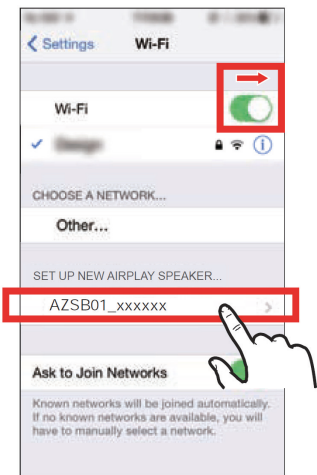 Settings
Wi-Fi
Wi-Fi
CHOOSE A NETWORK...
Other...
SET UP NEW AIRPLAY SPEAKER...
AZSB01_xxxxxx
Ask to Join Networks
Known networks will be joined automatically.
If no known networks are available, you will
have to manually select a network.